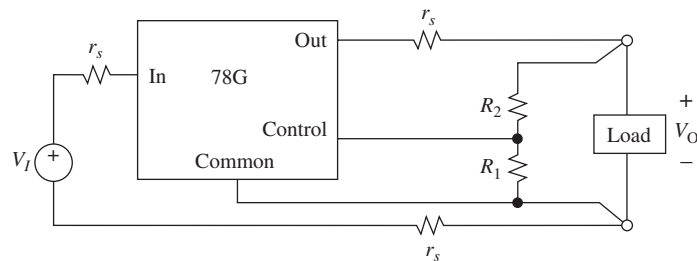 r_s
Out
r_s
In
78G
R_2
+
Control
Load
V_O
V_I
+
Common
R_1
−
r_s